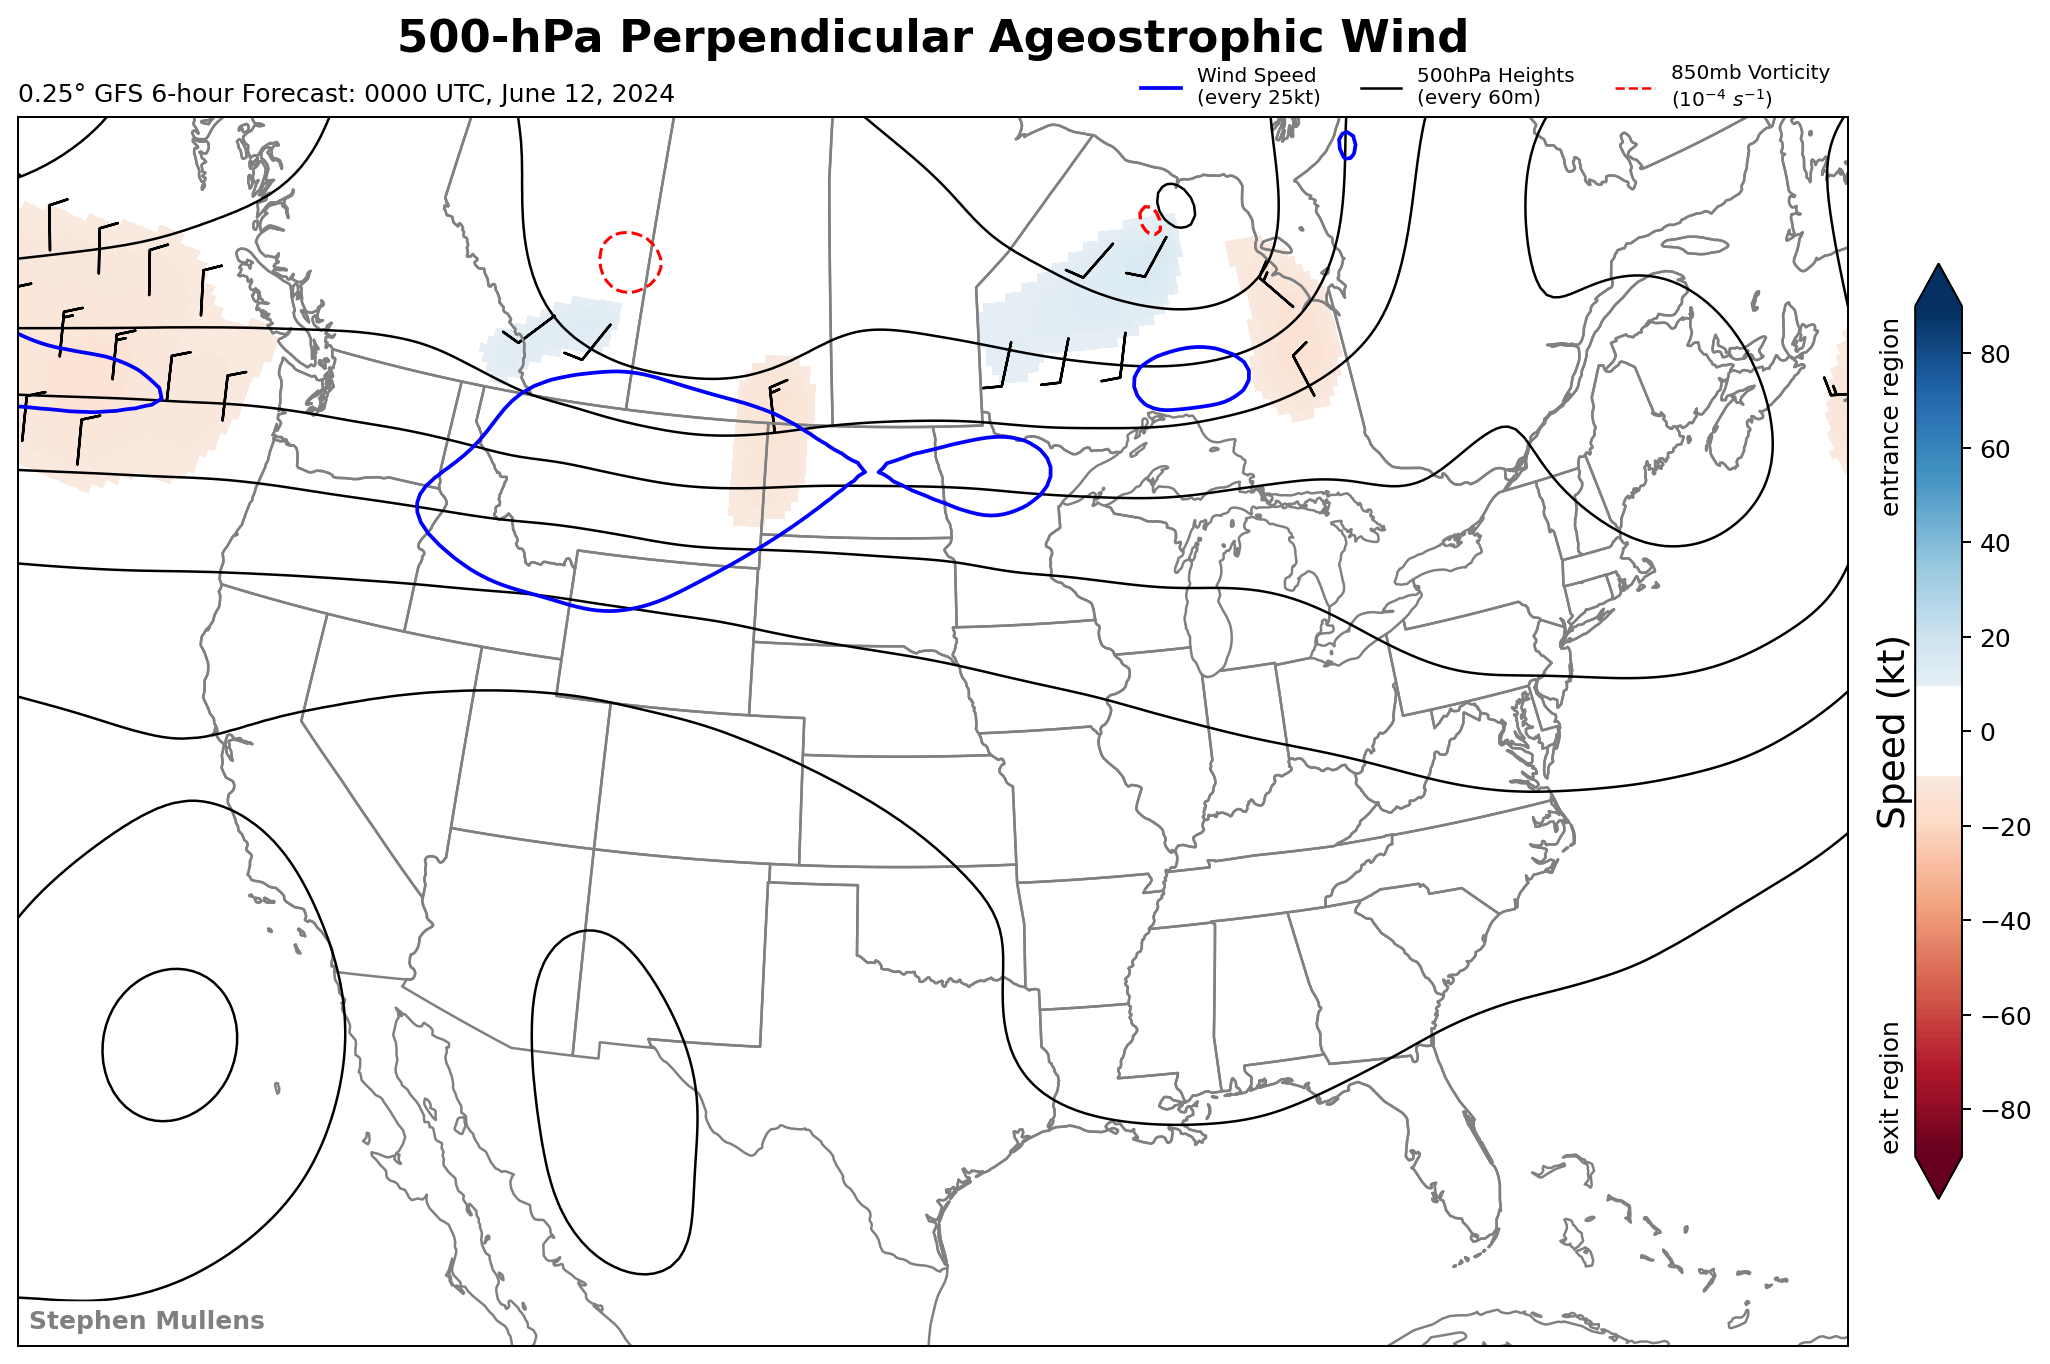 500-hPa Perpendicular Ageostrophic Wind
0.25° GFS 6-hour Forecast: 0000 UTC, June 12, 2024
Wind Speed
(every 25kt)
500hPa Heights
(every 60m)
850mb Vorticity
(10⁻⁴ s⁻¹)
entrance region
Speed (kt)
exit region
80
60
40
20
0
−20
−40
−60
−80
Stephen Mullens